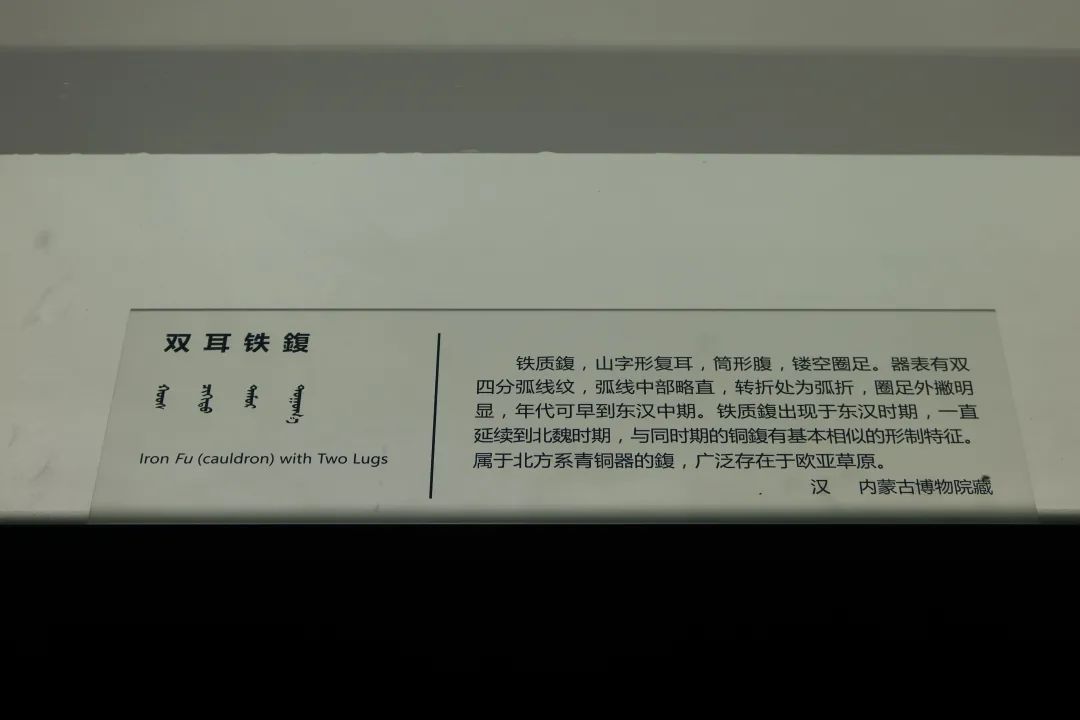 双耳铁鍑
Iron Fu (cauldron) with Two Lugs
铁质鍑，山字形复耳，筒形腹，镂空圈足。器表有双
四分弧线纹，弧线中部略直，转折处为弧折，圈足外撇明
显，年代可早到东汉中期。铁质鍑出现于东汉时期，一直
延续到北魏时期，与同时期的铜鍑有基本相似的形制特征。
属于北方系青铜器的鍑，广泛存在于欧亚草原。
汉 内蒙古博物院藏